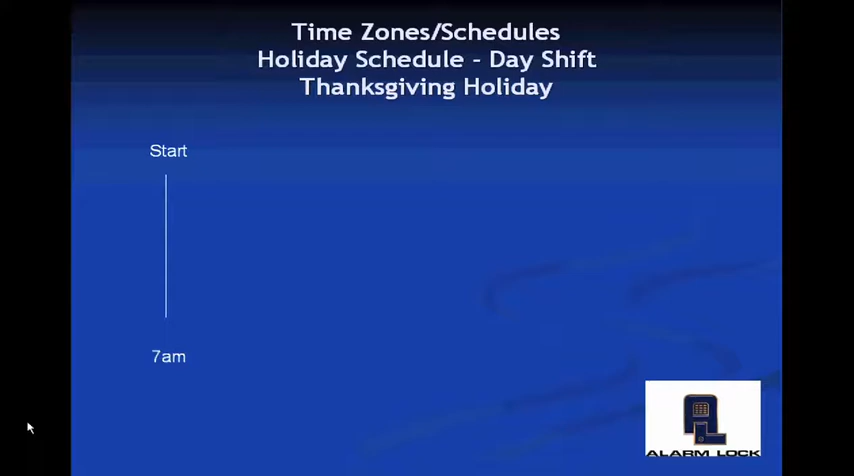 Time Zones/Schedules
Holiday Schedule - Day Shift
Thanksgiving Holiday
Start
7am
ALARM LOCK